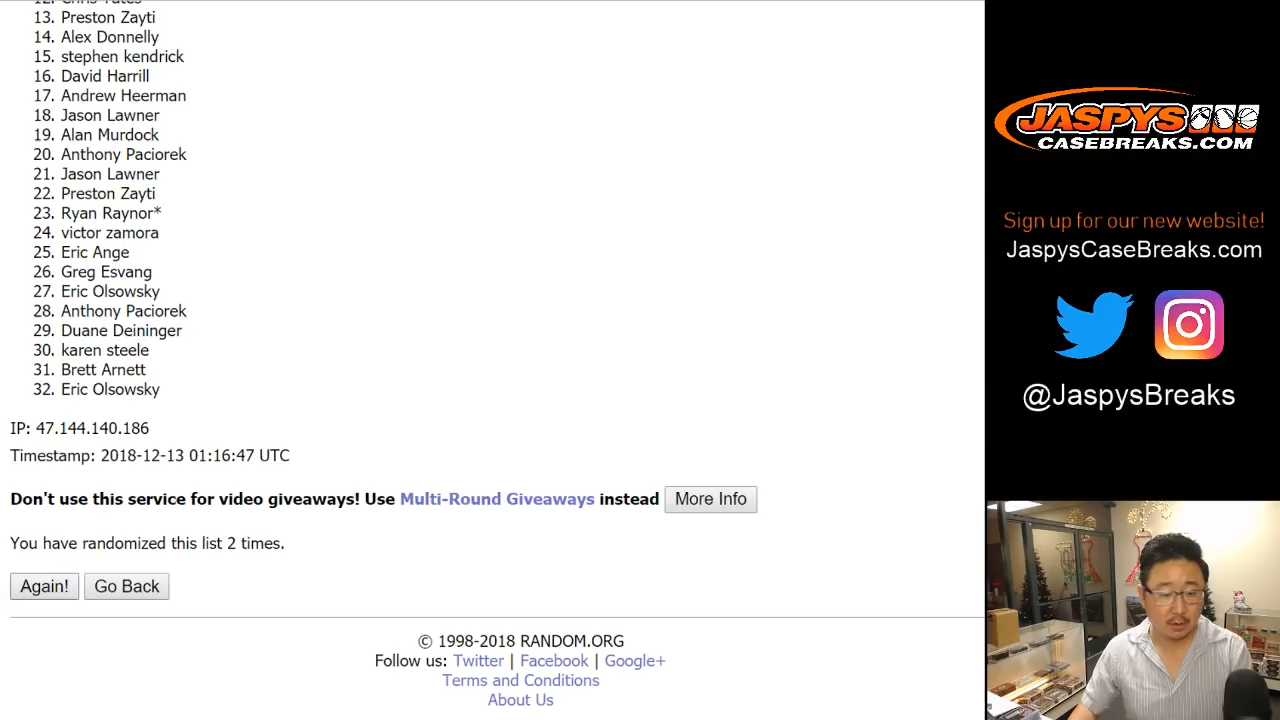 13. Preston Zayti
14. Alex Donnelly
15. stephen kendrick
16. David Harrill
17. Andrew Heerman
18. Jason Lawner
19. Alan Murdock
20. Anthony Paciorek
21. Jason Lawner
22. Preston Zayti
23. Ryan Raynor*
24. victor zamora
25. Eric Ange
26. Greg Esvang
27. Eric Olsowsky
28. Anthony Paciorek
29. Duane Deininger
30. karen steele
31. Brett Arnett
32. Eric Olsowsky
IP: 47.144.140.186
Timestamp: 2018-12-13 01:16:47 UTC
Don't use this service for video giveaways! Use Multi-Round Giveaways instead More Info
You have randomized this list 2 times.
Again! Go Back
© 1998-2018 RANDOM.ORG
Follow us: Twitter | Facebook | Google+
Terms and Conditions
About Us
JASPYS
CASEBREAKS.COM
Sign up for our new website!
JaspysCaseBreaks.com
@JaspysBreaks